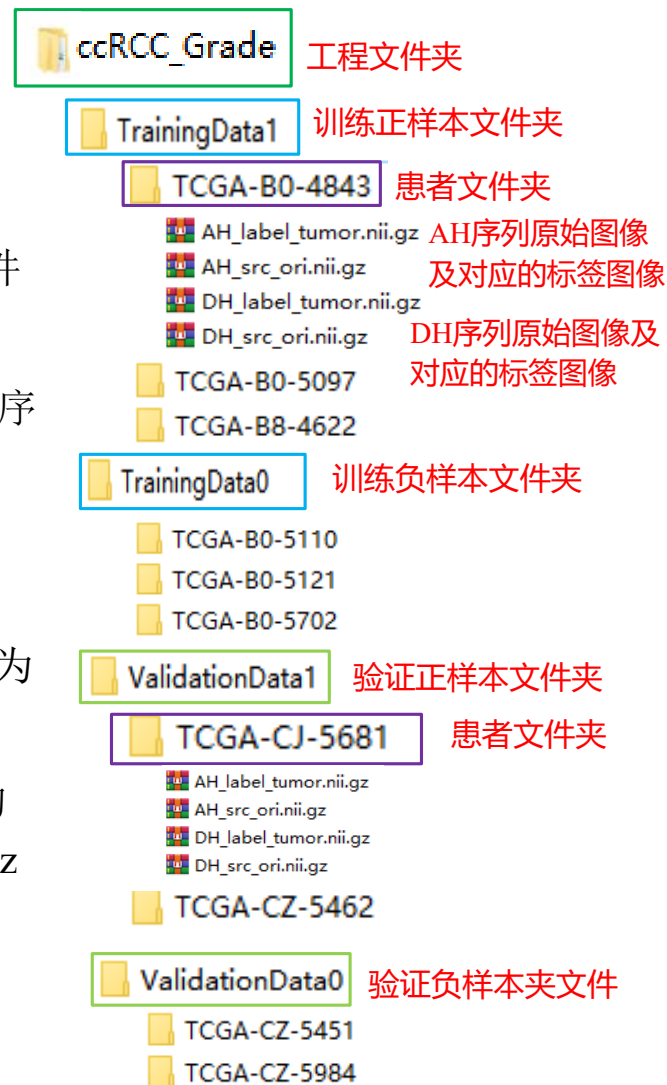 ccRCC_Grade 工程文件夹
TrainingData1 训练正样本文件夹
TCGA-B0-4843 患者文件夹
AH_label_tumor.nii.gz AH序列原始图像
件
AH_src_ori.nii.gz 及对应的标签图像
DH_label_tumor.nii.gz
DH_src_ori.nii.gz DH序列原始图像及
TCGA-B0-5097 对应的标签图像
序
TCGA-B8-4622
TrainingData0 训练负样本文件夹
TCGA-B0-5110
TCGA-B0-5121
TCGA-B0-5702
为
ValidationData1 验证正样本文件夹
TCGA-CJ-5681 患者文件夹
AH_label_tumor.nii.gz
AH_src_ori.nii.gz
DH_label_tumor.nii.gz
z
DH_src_ori.nii.gz
TCGA-CZ-5462
ValidationData0 验证负样本夹文件
TCGA-CZ-5451
TCGA-CZ-5984